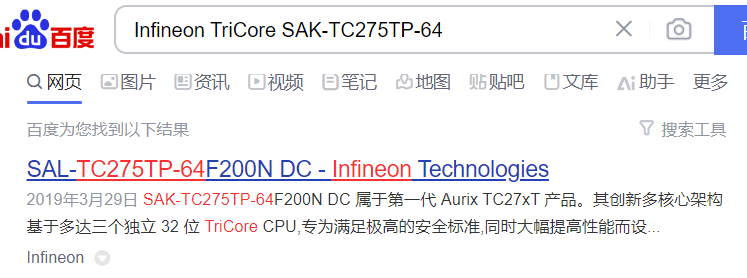 du百度 Infineon TriCore SAK-TC275TP-64
网页 图片 资讯 视频 笔记 地图 贴 贴吧 文库 Ai 助手 更多
百度为您找到以下结果 搜索工具
SAL-TC275TP-64F200N DC - Infineon Technologies
2019年3月29日 SAK-TC275TP-64F200N DC 属于第一代 Aurix TC27xT 产品。其创新多核心架构
基于多达三个独立 32 位 TriCore CPU,专为满足极高的安全标准,同时大幅提高性能而设...
Infineon